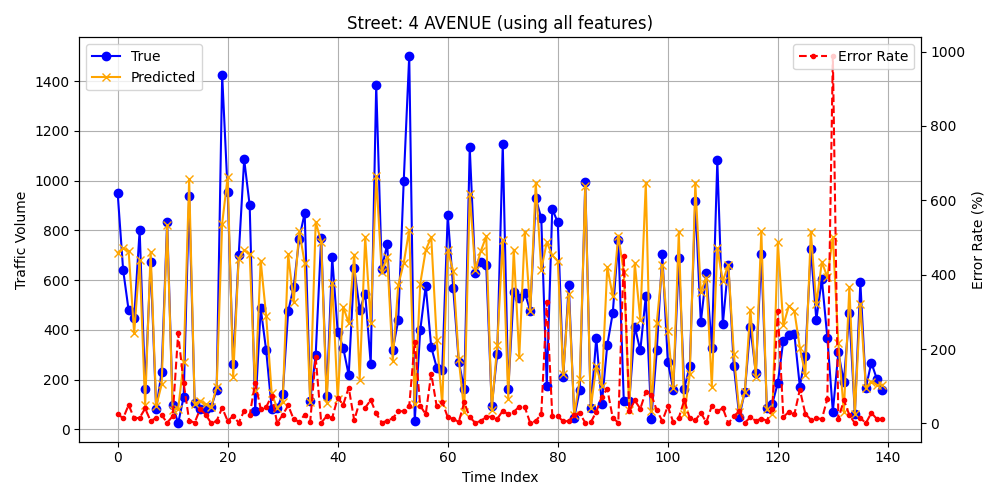 Street: 4 AVENUE (using all features)
True
Predicted
Error Rate
Traffic Volume
1400
1200
1000
800
600
400
200
0
1000
800
600
400
200
0
Error Rate (%)
0 20 40 60 80 100 120 140
Time Index